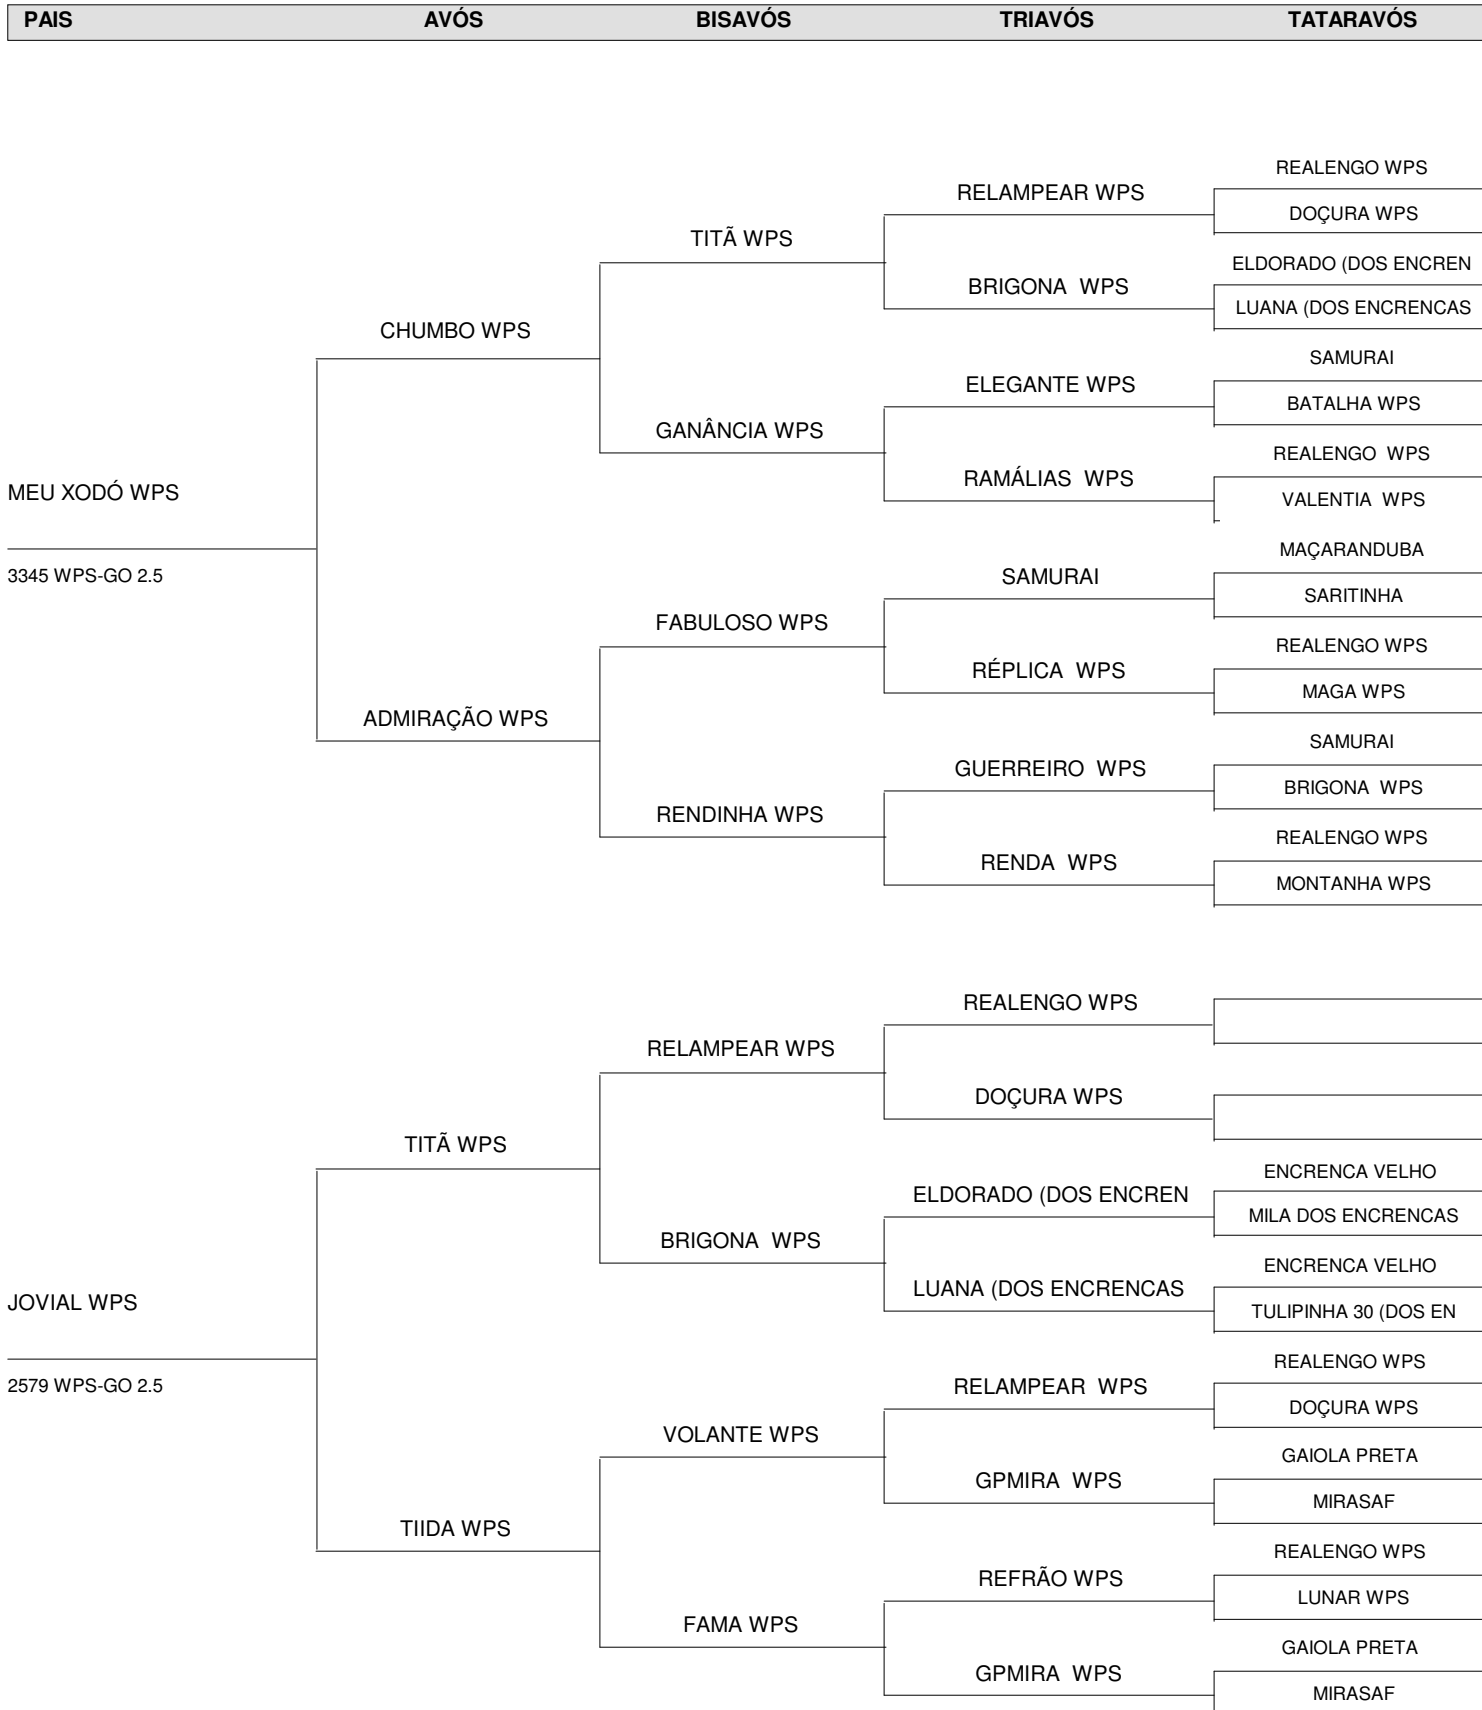 PAIS AVÓS BISAVÓS TRIAVÓS TATARAVÓS
REALENGO WPS
RELAMPEAR WPS
DOÇURA WPS
TITÃ WPS
ELDORADO (DOS ENCREN
BRIGONA WPS
LUANA (DOS ENCRENCAS
CHUMBO WPS
SAMURAI
ELEGANTE WPS
BATALHA WPS
GANÂNCIA WPS
REALENGO WPS
RAMÁLIAS WPS
MEU XODÓ WPS
VALENTIA WPS
MAÇARANDUBA
3345 WPS-GO 2.5
SAMURAI
SARITINHA
FABULOSO WPS
REALENGO WPS
RÉPLICA WPS
MAGA WPS
ADMIRAÇÃO WPS
SAMURAI
GUERREIRO WPS
BRIGONA WPS
RENDINHA WPS
REALENGO WPS
RENDA WPS
MONTANHA WPS
REALENGO WPS
RELAMPEAR WPS
DOÇURA WPS
TITÃ WPS
ENCRENCA VELHO
ELDORADO (DOS ENCREN
MILA DOS ENCRENCAS
BRIGONA WPS
ENCRENCA VELHO
LUANA (DOS ENCRENCAS
JOVIAL WPS
TULIPINHA 30 (DOS EN
REALENGO WPS
2579 WPS-GO 2.5
RELAMPEAR WPS
DOÇURA WPS
VOLANTE WPS
GAIOLA PRETA
GPMIRA WPS
MIRASAF
TIIDA WPS
REALENGO WPS
REFRÃO WPS
LUNAR WPS
FAMA WPS
GAIOLA PRETA
GPMIRA WPS
MIRASAF